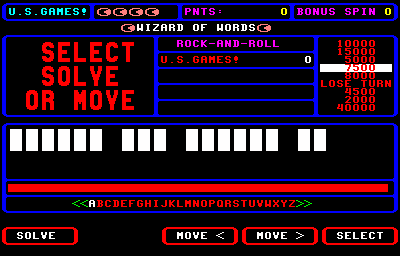 U.S.GAMES! PNTS: 0 BONUS SPIN 0
WIZARD OF WORDS
SELECT
SOLVE
OR MOVE
ROCK-AND-ROLL
U.S.GAMES! 0
10000
15000
5000
7500
8000
LOSE TURN
4500
2000
40000
<<ABCDEFGHIJKLMNOPQRSTUVWXYZ>>
SOLVE MOVE < MOVE > SELECT